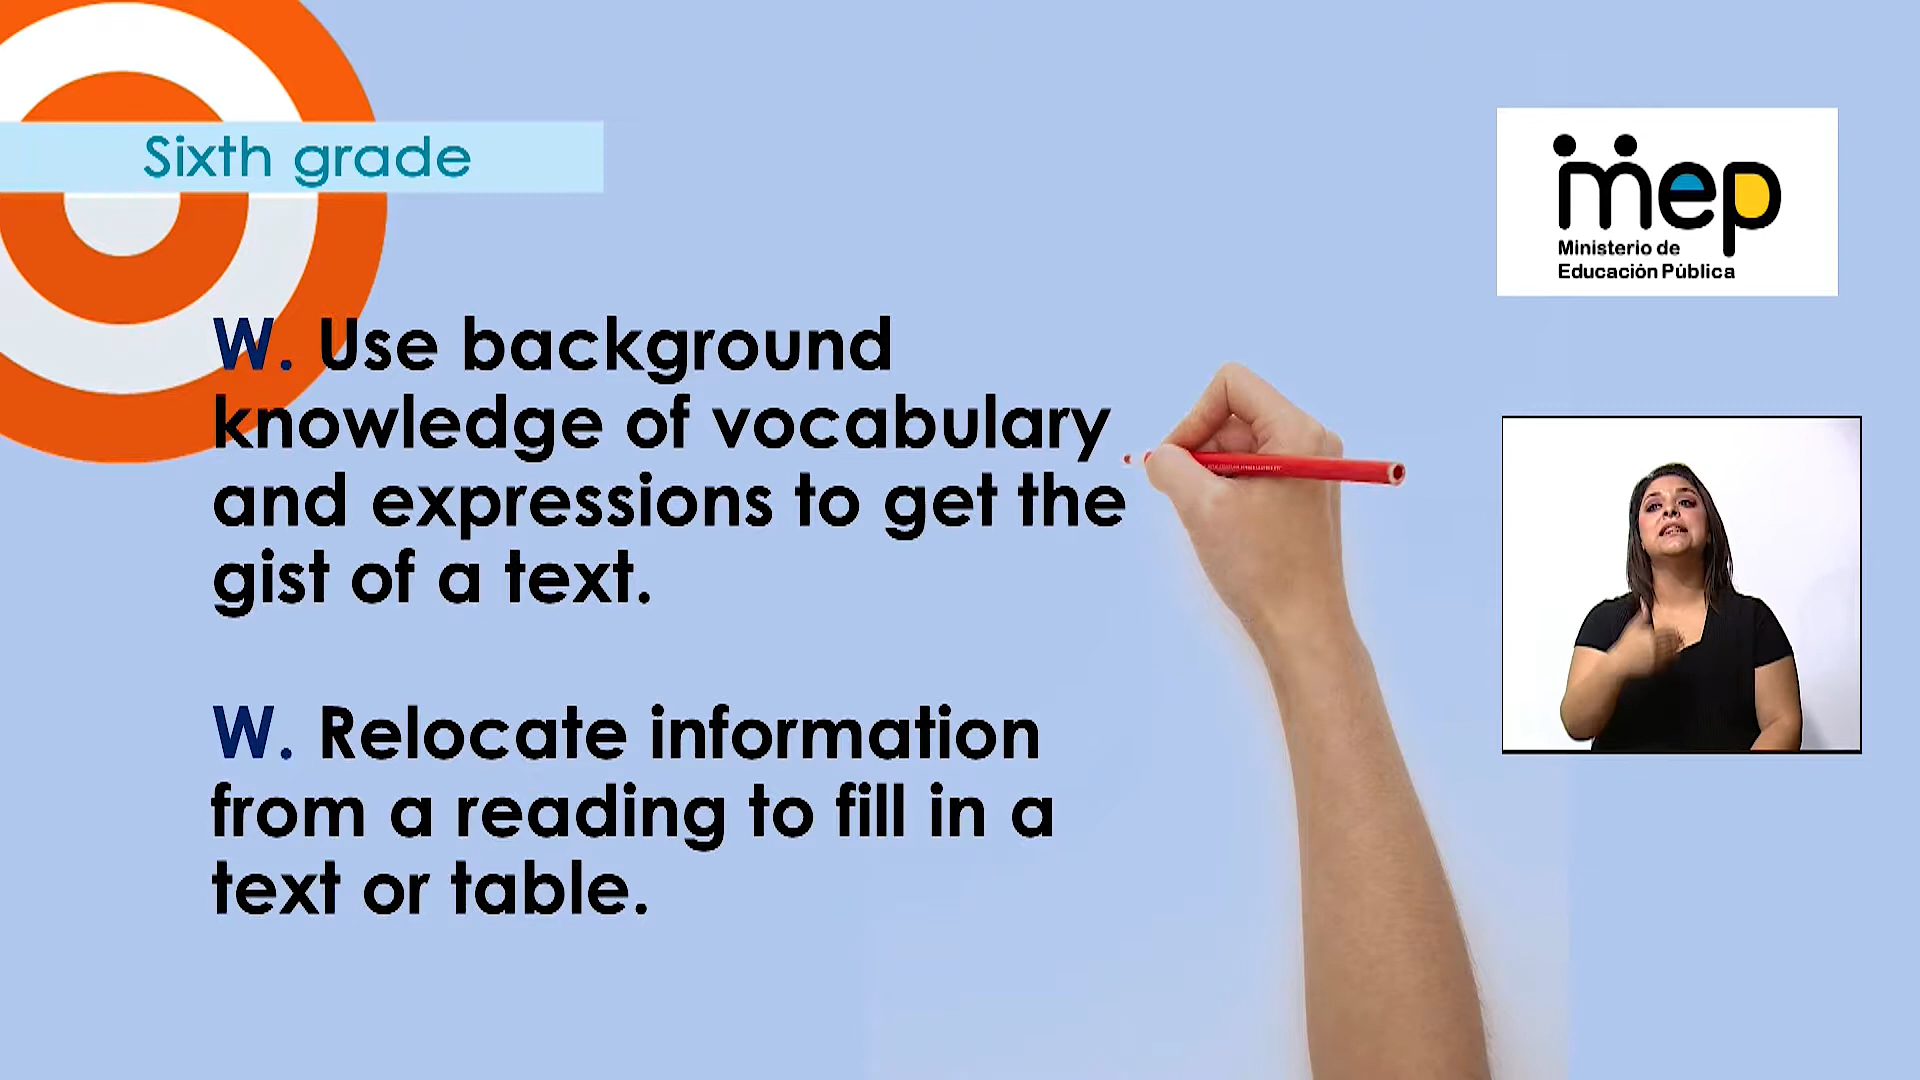 Sixth grade
mep
Ministerio de
Educación Pública
W. Use background
knowledge of vocabulary
and expressions to get the
gist of a text.
W. Relocate information
from a reading to fill in a
text or table.